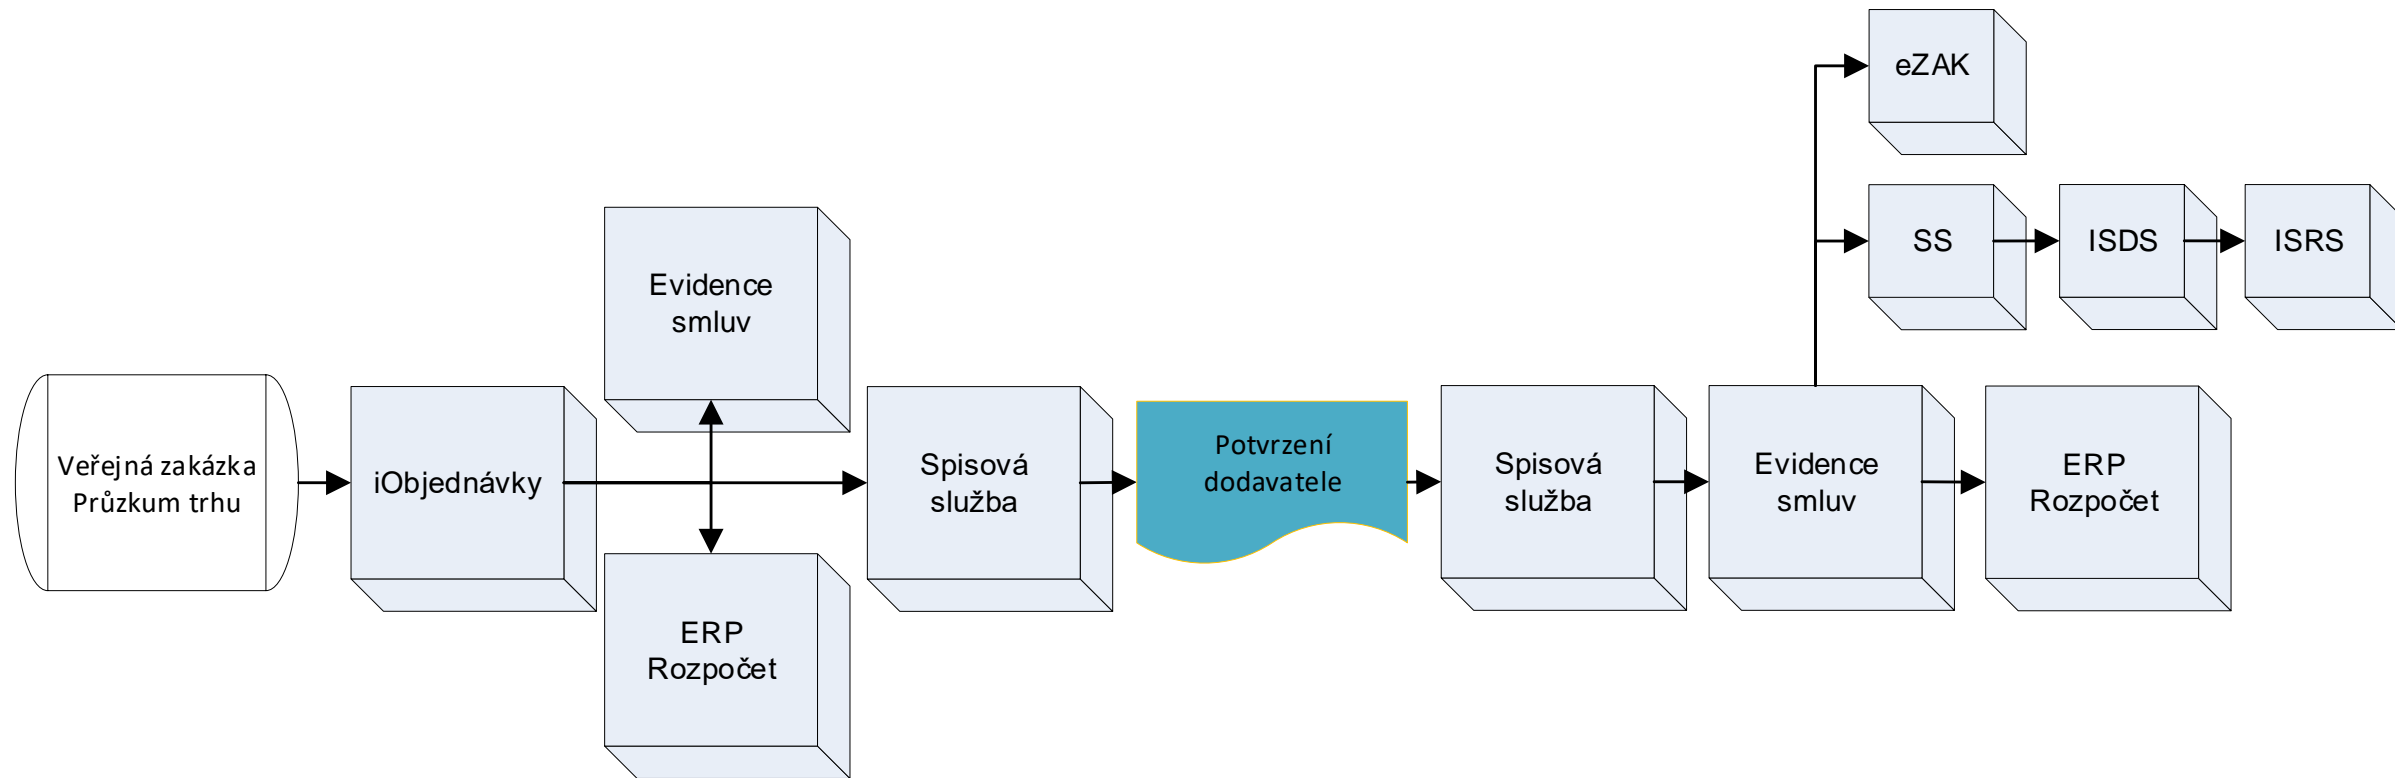 Veřejná zakázka
Průzkum trhu
iObjednávky
Evidence
smluv
ERP
Rozpočet
Spisová
služba
Potvrzení
dodavatele
Spisová
služba
Evidence
smluv
eZAK
SS
ISDS
ISRS
ERP
Rozpočet